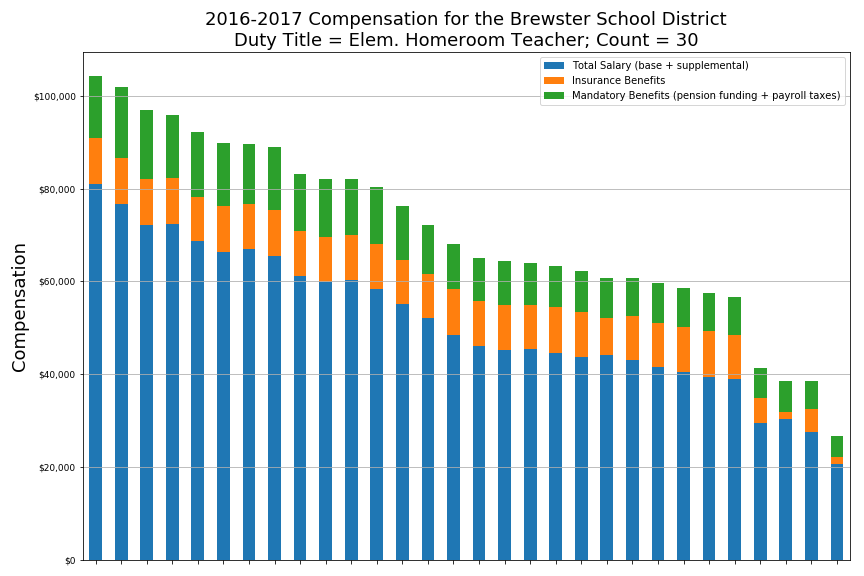 2016-2017 Compensation for the Brewster School District
Duty Title = Elem. Homeroom Teacher; Count = 30
Total Salary (base + supplemental)
Insurance Benefits
Mandatory Benefits (pension funding + payroll taxes)
Compensation
$100,000
$80,000
$60,000
$40,000
$20,000
$0